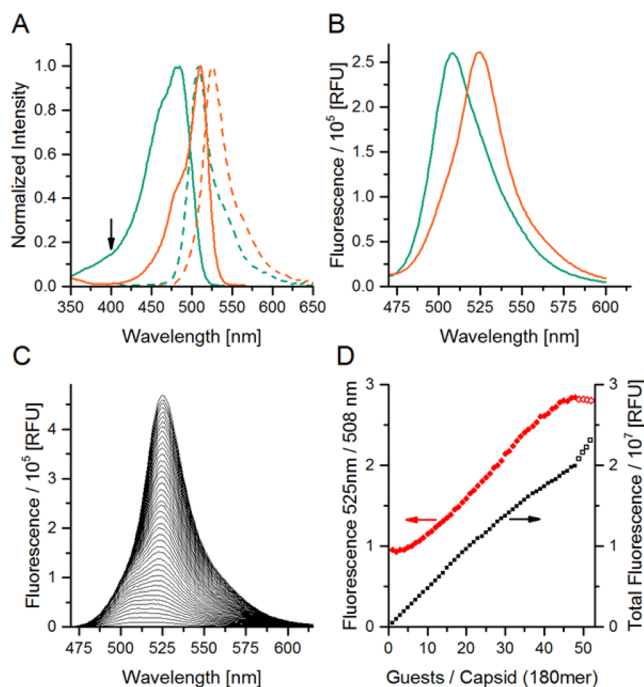 A
Normalized Intensity
1.0
0.8
0.6
0.4
0.2
0.0
350 400 450 500 550 600 650
Wavelength [nm]
B
Fluorescence / 10⁵ [RFU]
2.5
2.0
1.5
1.0
0.5
0.0
475 500 525 550 575 600
Wavelength [nm]
C
Fluorescence / 10⁵ [RFU]
4
3
2
1
0
475 500 525 550 575 600
Wavelength [nm]
D
Fluorescence 525nm / 508 nm
3
2
1
0
0 10 20 30 40 50
Guests / Capsid (180mer)
3
2
1
0
Total Fluorescence / 10⁷ [RFU]